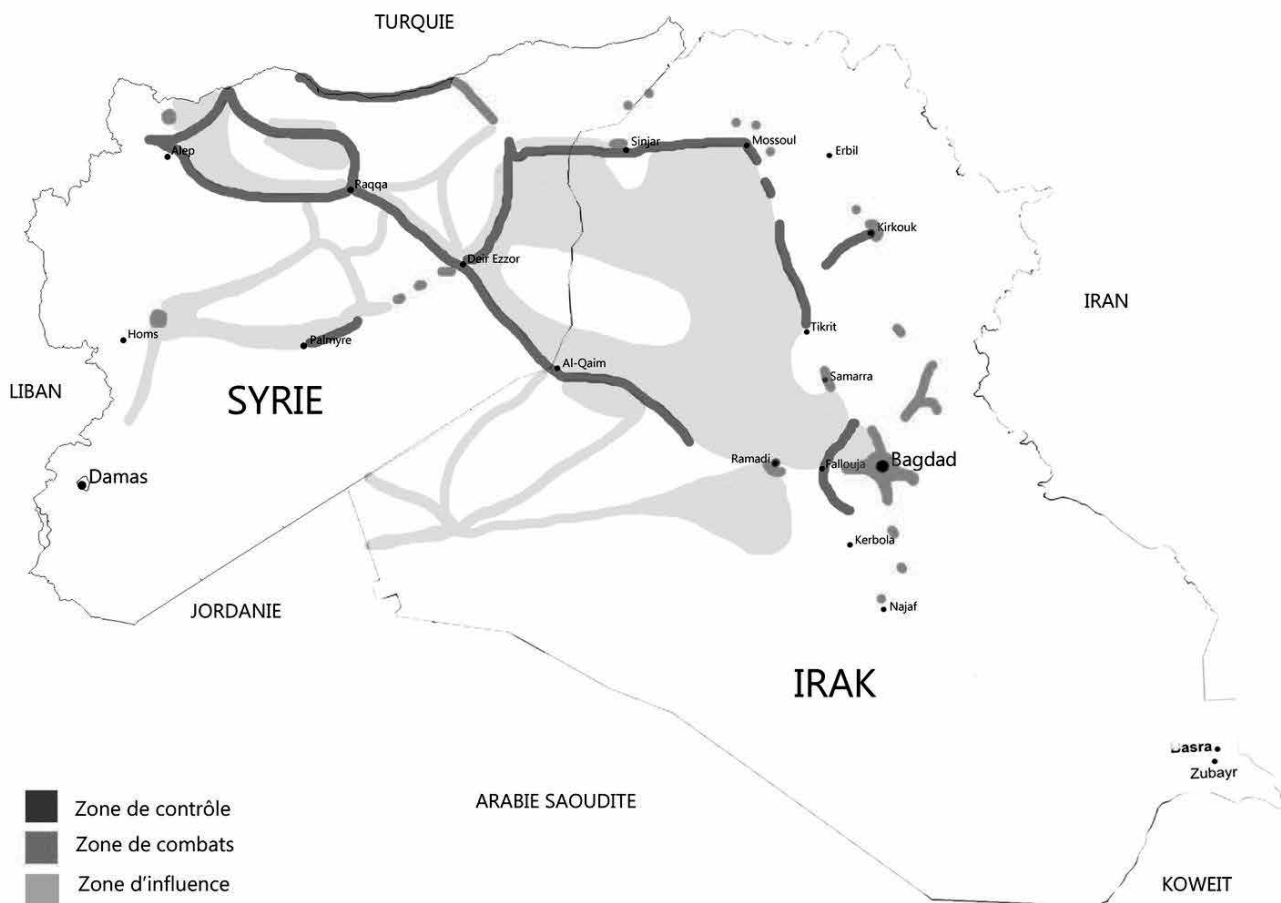 TURQUIE
Sinjar
Mossoul
Erbil
Alep
Raqqa
Kirkouk
Deir Ezzor
IRAN
Homs
Palmyre
Tikrit
Al-Qaim
Samarra
LIBAN
SYRIE
Damas
Ramadi
Fallouja
Bagdad
Kerbola
JORDANIE
Najaf
IRAK
Basra
Zubayr
ARABIE SAOUDITE
KOWEIT
Zone de contrôle
Zone de combats
Zone d'influence